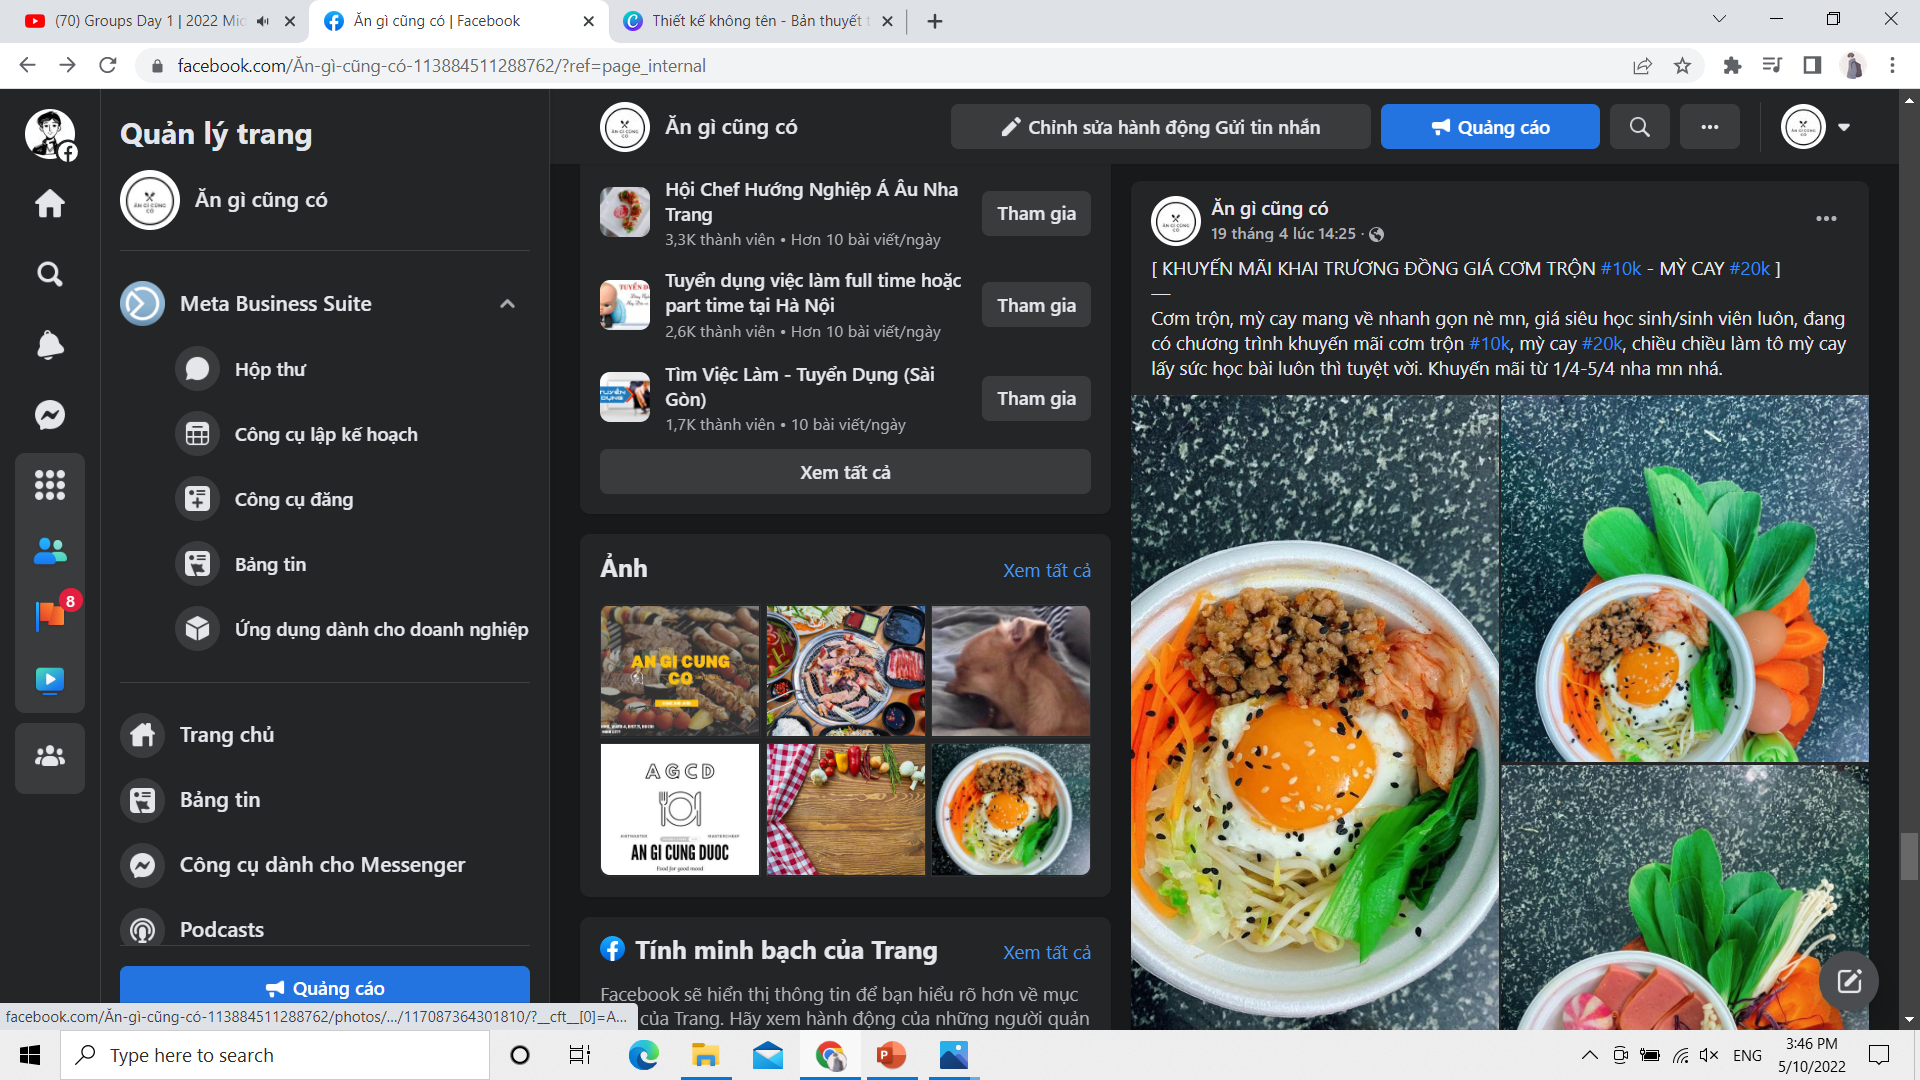 (70) Groups Day 1 | 2022 Mic
Ăn gì cũng có | Facebook
Thiết kế không tên - Bản thuyết t
facebook.com/Ăn-gì-cũng-có-113884511288762/?ref=page_internal
Quản lý trang
Ăn gì cũng có
Meta Business Suite
Hộp thư
Công cụ lập kế hoạch
Công cụ đăng
Bảng tin
Ứng dụng dành cho doanh nghiệp
8
Trang chủ
Bảng tin
Công cụ dành cho Messenger
Podcasts
Quảng cáo
Ăn gì cũng có
Chỉnh sửa hành động Gửi tin nhắn
Quảng cáo
Hội Chef Hướng Nghiệp Á Âu Nha
Trang
3,3K thành viên • Hơn 10 bài viết/ngày
Tham gia
Tuyển dụng việc làm full time hoặc
part time tại Hà Nội
2,6K thành viên • Hơn 10 bài viết/ngày
Tham gia
Tìm Việc Làm - Tuyển Dụng (Sài
Gòn)
1,7K thành viên • 10 bài viết/ngày
Tham gia
Xem tất cả
Ảnh
Xem tất cả
AN GI CUNG
CO
AGCD
AN GI CUNG DUOC
Food for good mood
Tính minh bạch của Trang
Xem tất cả
Facebook sẽ hiển thị thông tin để bạn hiểu rõ hơn về mục
của Trang. Hãy xem hành động của những người quản
Ăn gì cũng có
19 tháng 4 lúc 14:25 ·
[ KHUYẾN MÃI KHAI TRƯƠNG ĐỒNG GIÁ CƠM TRỘN #10k - MỲ CAY #20k ]
—
Cơm trộn, mỳ cay mang về nhanh gọn nè mn, giá siêu học sinh/sinh viên luôn, đang
có chương trình khuyến mãi cơm trộn #10k, mỳ cay #20k, chiều chiều làm tô mỳ cay
lấy sức học bài luôn thì tuyệt vời. Khuyến mãi từ 1/4-5/4 nha mn nhá.
facebook.com/Ăn-gì-cũng-có-113884511288762/photos/.../117087364301810/?__cft__[0]=A...
Type here to search
ENG
3:46 PM
5/10/2022